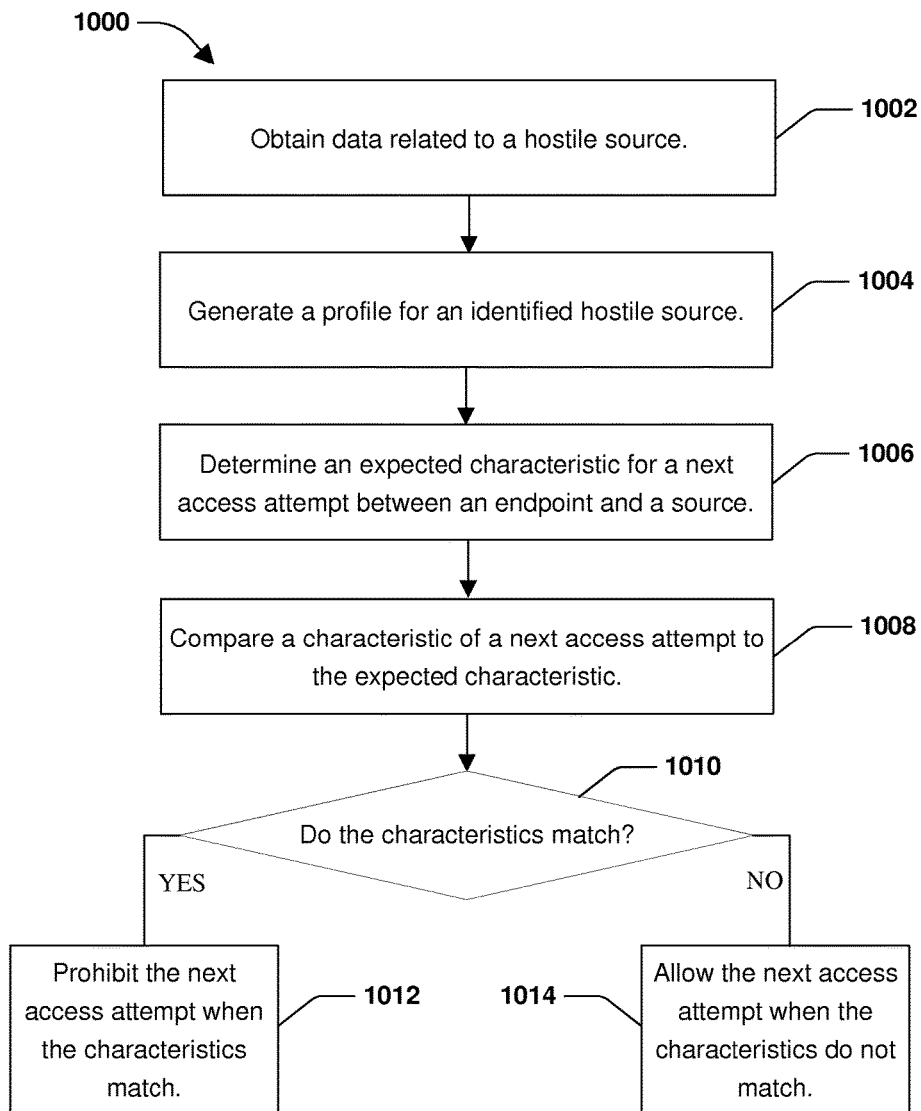 1000
1002
Obtain data related to a hostile source.
1004
Generate a profile for an identified hostile source.
1006
Determine an expected characteristic for a next
access attempt between an endpoint and a source.
1008
Compare a characteristic of a next access attempt to
the expected characteristic.
1010
Do the characteristics match?
YES
NO
Prohibit the next
access attempt when
the characteristics
match.
1012
1014
Allow the next access
attempt when the
characteristics do not
match.